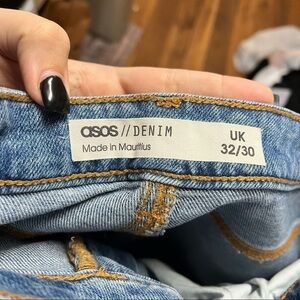 asos // DENIM
Made in Mauritius
UK
32/30